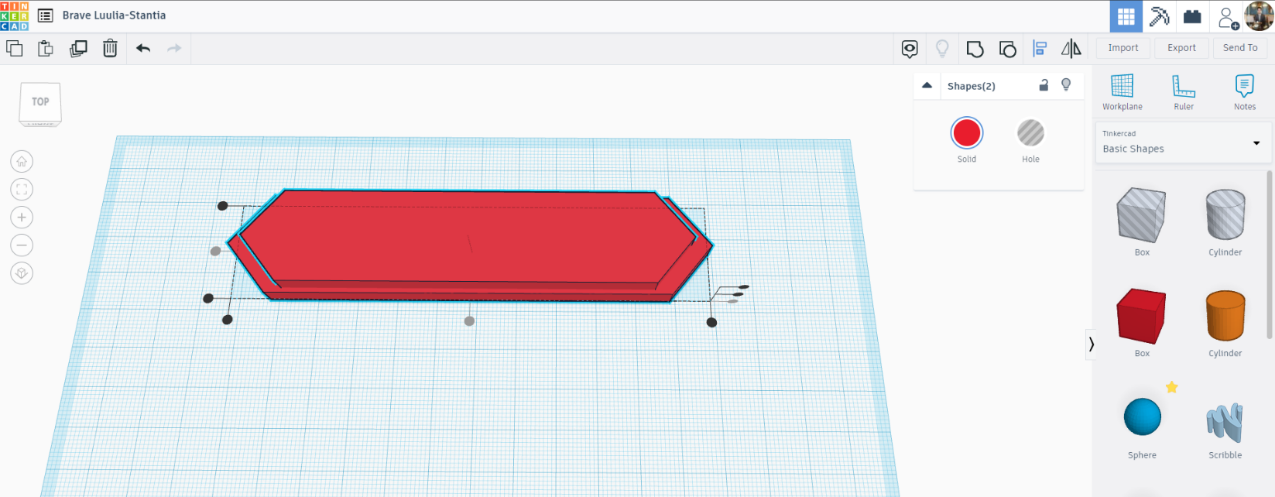 TIN
KER
CAD
Brave Luulia-Stantia
Import
Export
Send To
TOP
Shapes(2)
Solid
Hole
Workplane
Ruler
Notes
Tinkercad
Basic Shapes
Box
Cylinder
Box
Cylinder
Sphere
Scribble